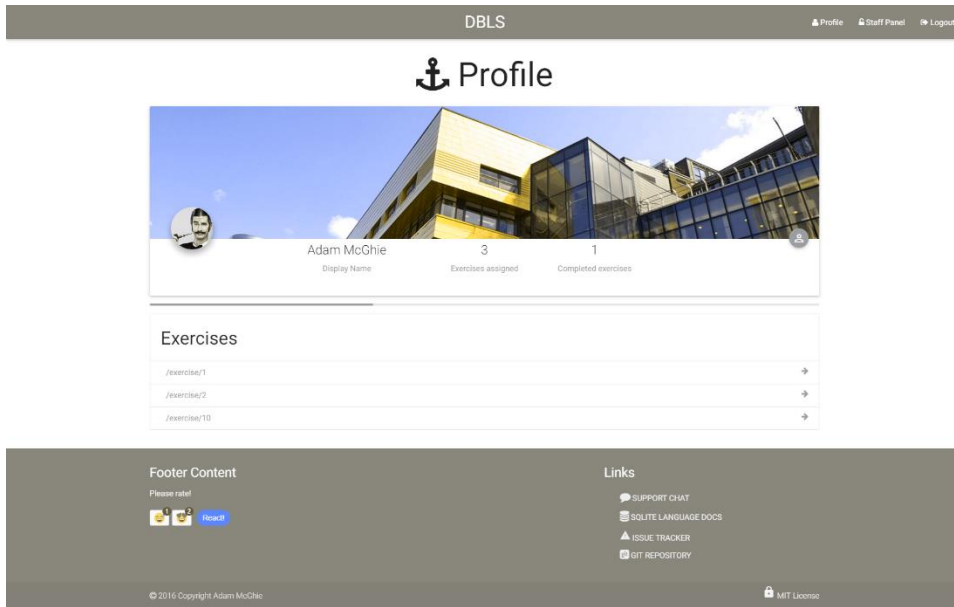 DBLS
Profile Staff Panel Logout
Profile
Adam McGhie 3 1
Display Name Exercises assigned Completed exercises
Exercises
/exercise/1
/exercise/2
/exercise/10
Footer Content
Please rate!
1 2 React!
Links
SUPPORT CHAT
SQLITE LANGUAGE DOCS
ISSUE TRACKER
GIT REPOSITORY
© 2016 Copyright Adam McGhie
MIT License